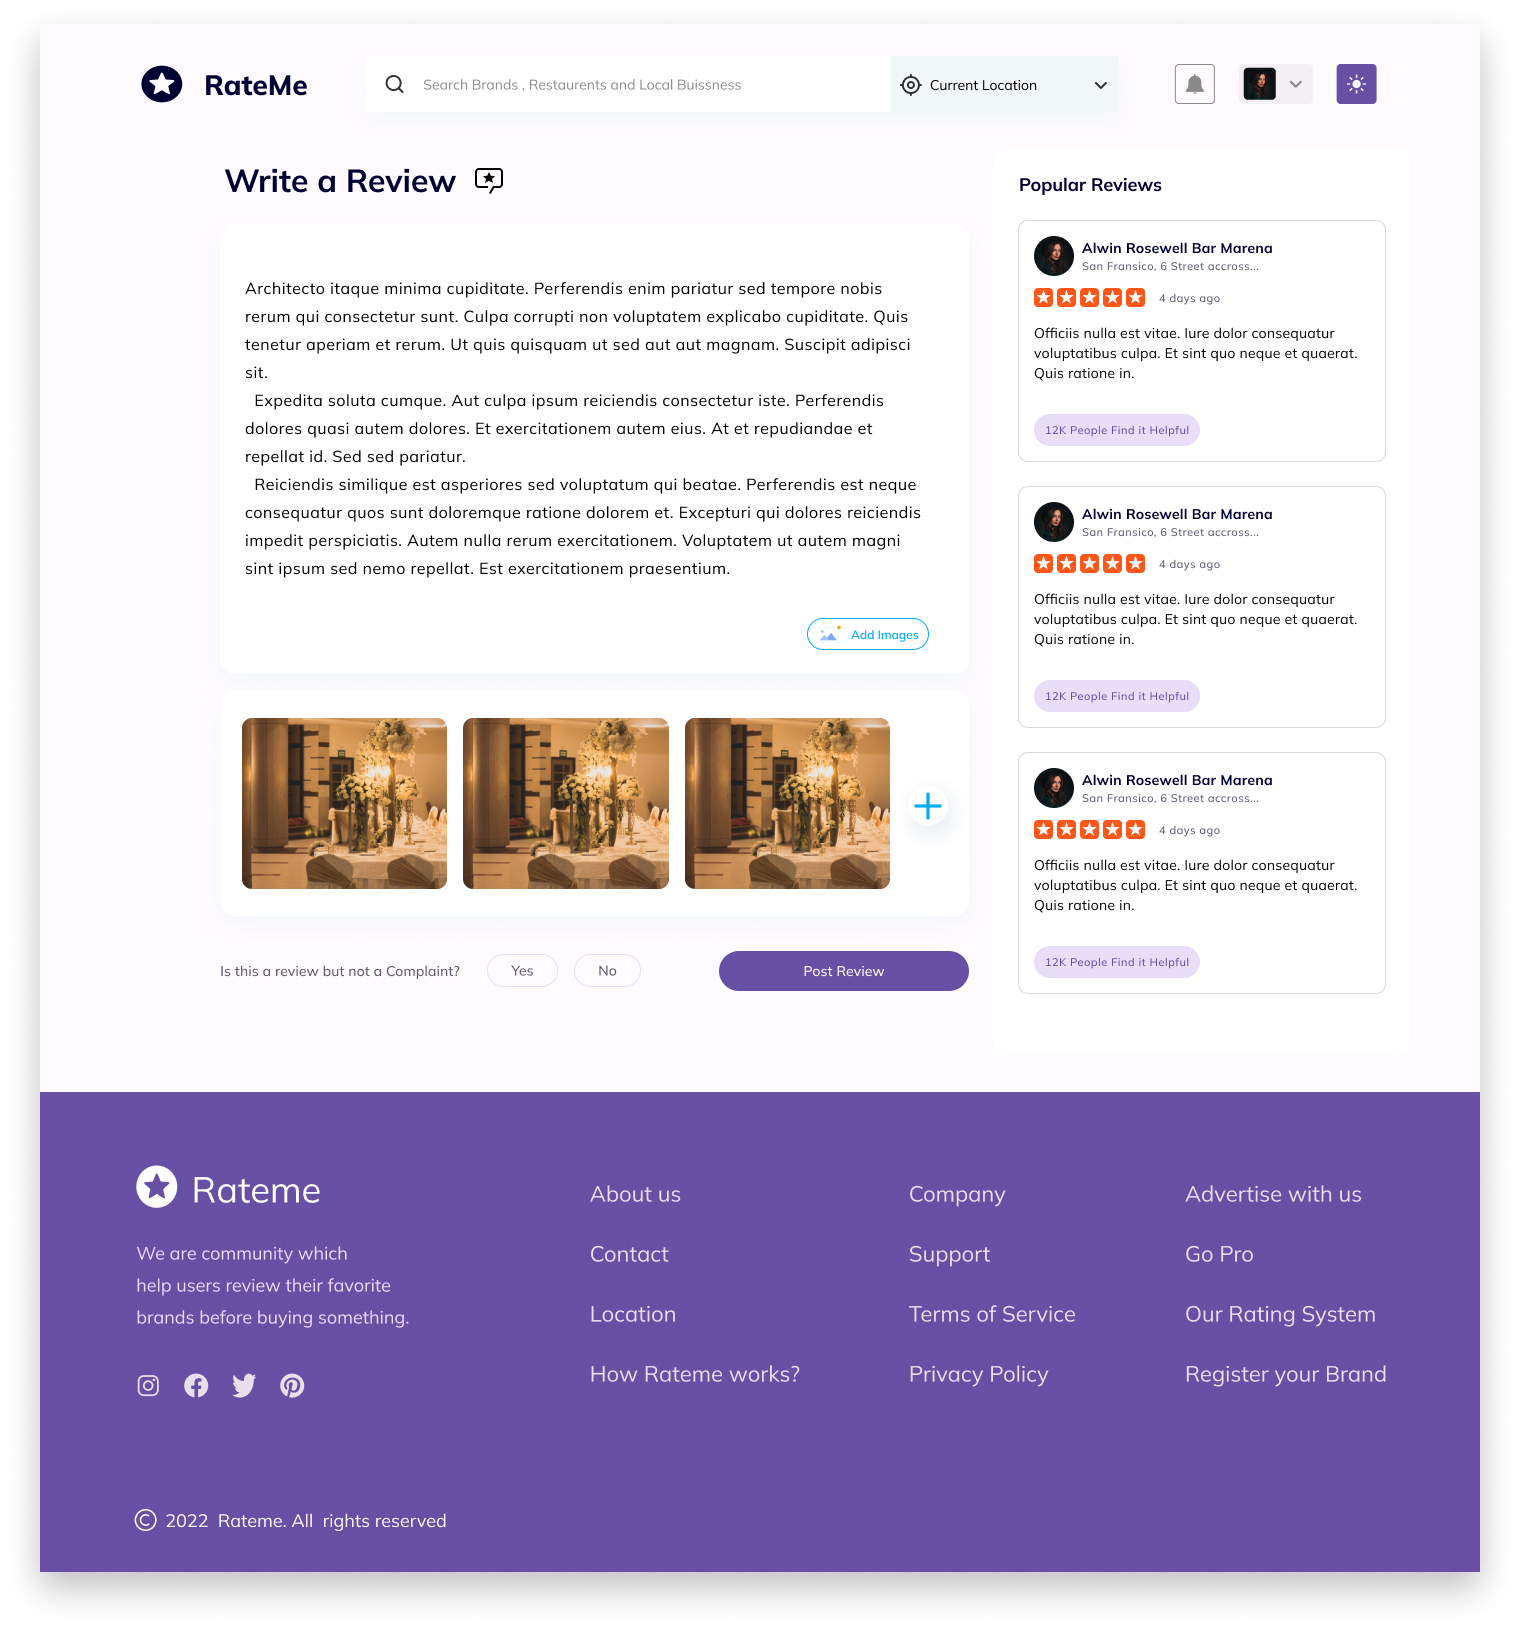 RateMe
Search Brands , Restaurents and Local Buissness
Current Location
Write a Review
Architecto itaque minima cupiditate. Perferendis enim pariatur sed tempore nobis
rerum qui consectetur sunt. Culpa corrupti non voluptatem explicabo cupiditate. Quis
tenetur aperiam et rerum. Ut quis quisquam ut sed aut aut magnam. Suscipit adipisci
sit.
Expedita soluta cumque. Aut culpa ipsum reiciendis consectetur iste. Perferendis
dolores quasi autem dolores. Et exercitationem autem eius. At et repudiandae et
repellat id. Sed sed pariatur.
Reiciendis similique est asperiores sed voluptatum qui beatae. Perferendis est neque
consequatur quos sunt doloremque ratione dolorem et. Excepturi qui dolores reiciendis
impedit perspiciatis. Autem nulla rerum exercitationem. Voluptatem ut autem magni
sint ipsum sed nemo repellat. Est exercitationem praesentium.
Add Images
Is this a review but not a Complaint?
Yes
No
Post Review
Popular Reviews
Alwin Rosewell Bar Marena
San Fransico, 6 Street accross...
4 days ago
Officiis nulla est vitae. Iure dolor consequatur
voluptatibus culpa. Et sint quo neque et quaerat.
Quis ratione in.
12K People Find it Helpful
Alwin Rosewell Bar Marena
San Fransico, 6 Street accross...
4 days ago
Officiis nulla est vitae. Iure dolor consequatur
voluptatibus culpa. Et sint quo neque et quaerat.
Quis ratione in.
12K People Find it Helpful
Alwin Rosewell Bar Marena
San Fransico, 6 Street accross...
4 days ago
Officiis nulla est vitae. Iure dolor consequatur
voluptatibus culpa. Et sint quo neque et quaerat.
Quis ratione in.
12K People Find it Helpful
Rateme
We are community which
help users review their favorite
brands before buying something.
About us
Contact
Location
How Rateme works?
Company
Support
Terms of Service
Privacy Policy
Advertise with us
Go Pro
Our Rating System
Register your Brand
© 2022 Rateme. All rights reserved